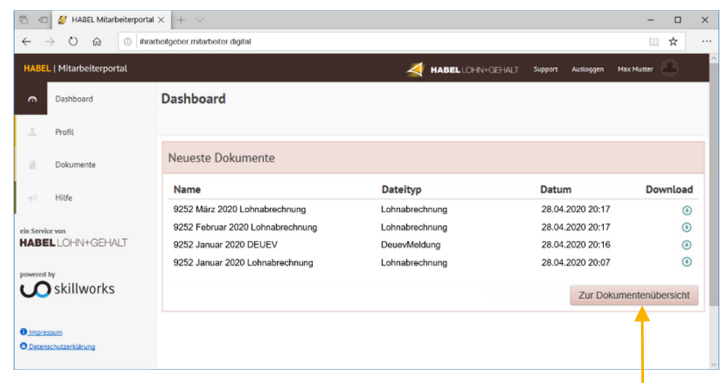 HABEL Mitarbeiterportal
ihrarbeitgeber mitarbeiter digital
HABEL | Mitarbeiterportal
HABEL LOHN+GEHALT Support Ausloggen Max Muster
Dashboard
Profil
Dokumente
Hilfe
ein Service von
HABEL LOHN+GEHALT
powered by
skillworks
Impressum
Datenschutzerklärung
Dashboard
Neueste Dokumente
Name Dateityp Datum Download
9252 März 2020 Lohnabrechnung Lohnabrechnung 28.04.2020 20:17
9252 Februar 2020 Lohnabrechnung Lohnabrechnung 28.04.2020 20:17
9252 Januar 2020 DEUEV DeuevMeldung 28.04.2020 20:16
9252 Januar 2020 Lohnabrechnung Lohnabrechnung 28.04.2020 20:07
Zur Dokumentenübersicht